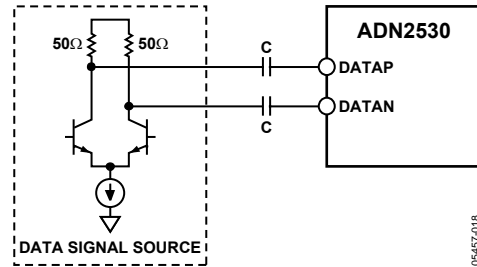 50Ω
50Ω
C
C
ADN2530
DATAP
DATAN
DATA SIGNAL SOURCE
05457-018